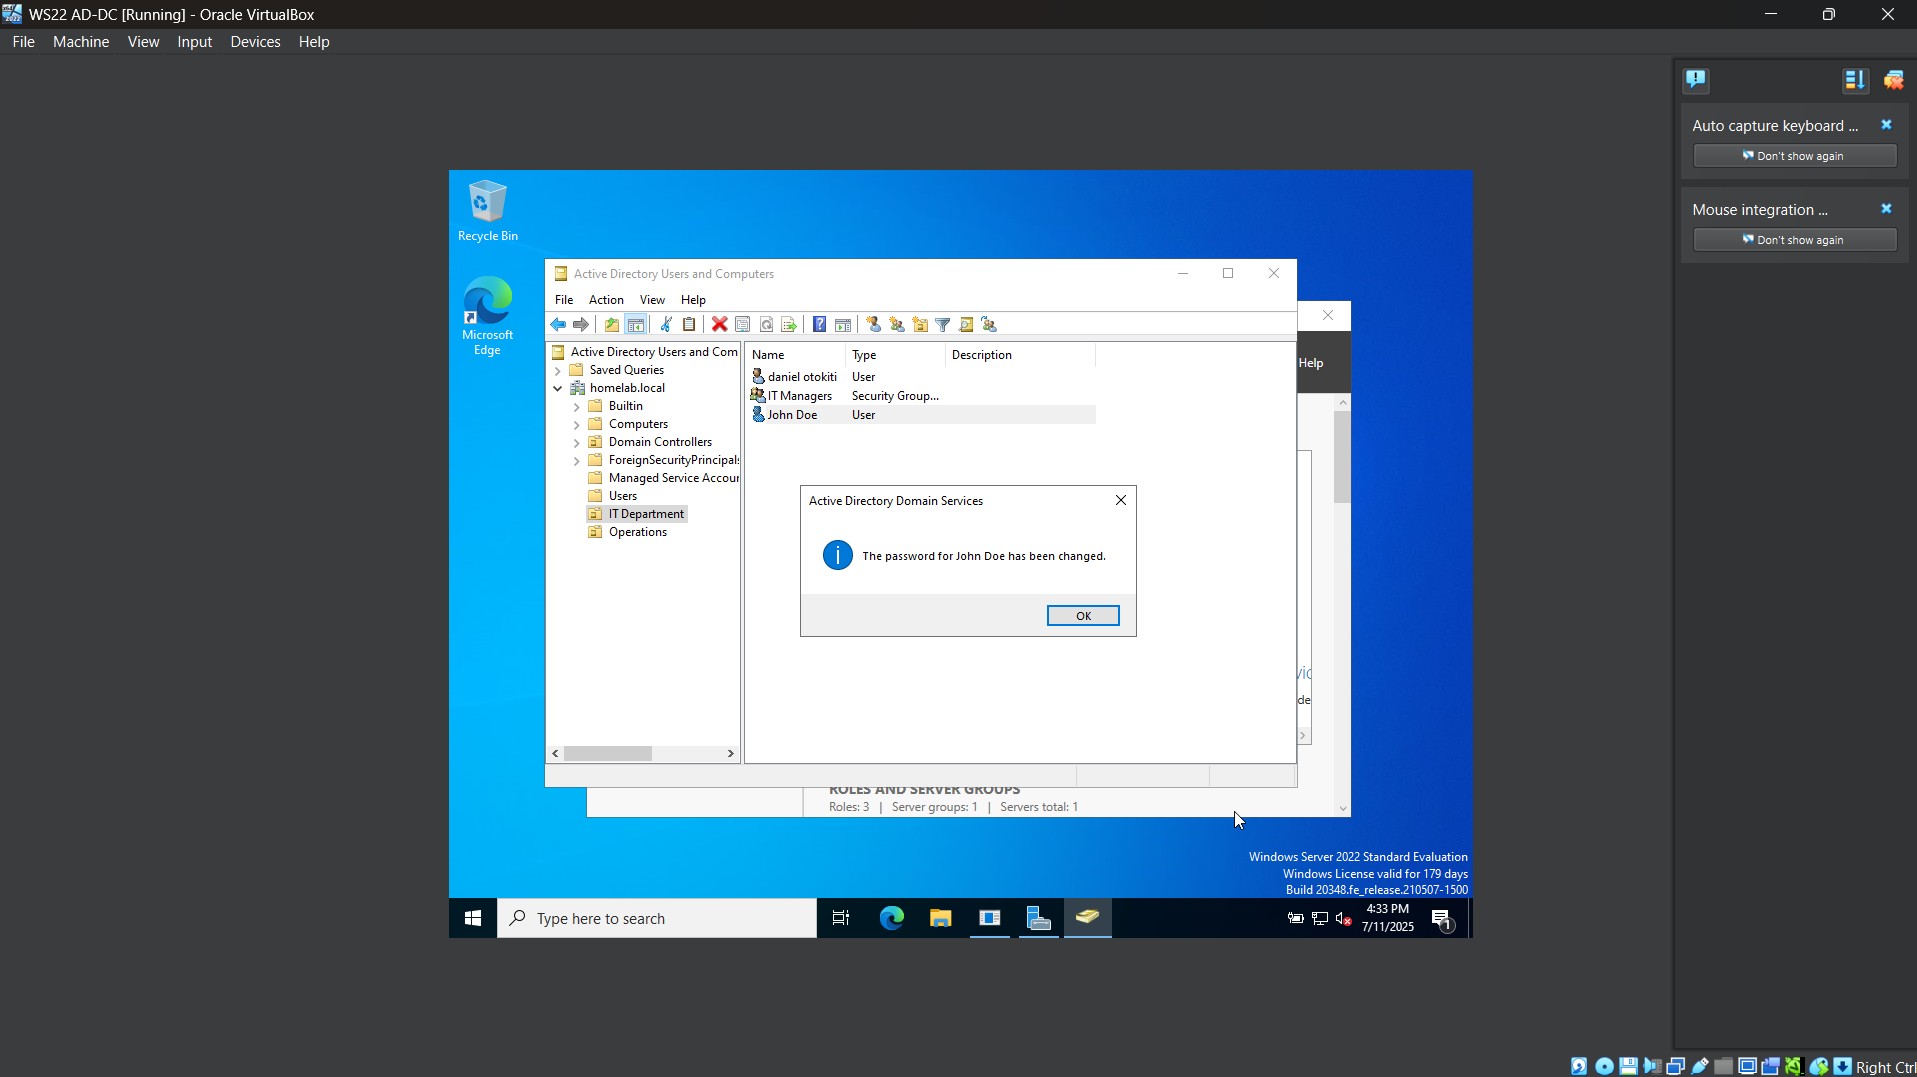 WS22 AD-DC [Running] - Oracle VirtualBox
File Machine View Input Devices Help
Auto capture keyboard ...
Don't show again
Mouse integration ...
Don't show again
Recycle Bin
Microsoft
Edge
Active Directory Users and Computers
File Action View Help
Help
Active Directory Users and Com
Saved Queries
homelab.local
Builtin
Computers
Domain Controllers
ForeignSecurityPrincipals
Managed Service Accour
Users
IT Department
Operations
Name Type Description
daniel otokiti User
IT Managers Security Group...
John Doe User
Active Directory Domain Services
The password for John Doe has been changed.
OK
vic
de
ROLES AND SERVER GROUPS
Roles: 3 | Server groups: 1 | Servers total: 1
Windows Server 2022 Standard Evaluation
Windows License valid for 179 days
Build 20348.fe_release.210507-1500
Type here to search
4:33 PM
7/11/2025
1
Right Ctrl